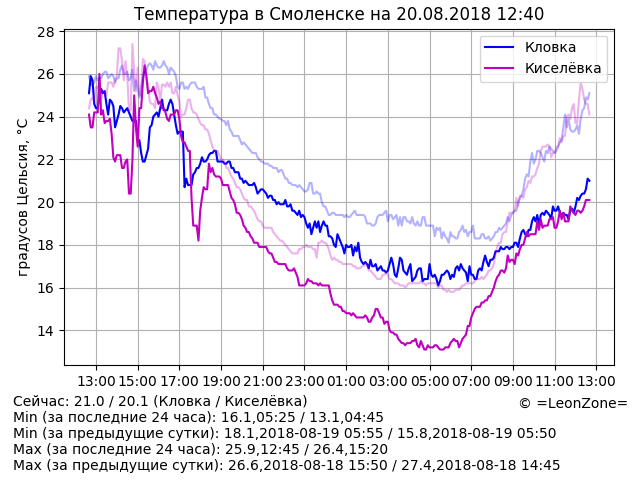 Температура в Смоленске на 20.08.2018 12:40
Кловка
Киселёвка
градусов Цельсия, °C
28
26
24
22
20
18
16
14
13:00 15:00 17:00 19:00 21:00 23:00 01:00 03:00 05:00 07:00 09:00 11:00 13:00
Сейчас: 21.0 / 20.1 (Кловка / Киселёвка)
© =LeonZone=
Min (за последние 24 часа): 16.1,05:25 / 13.1,04:45
Min (за предыдущие сутки): 18.1,2018-08-19 05:55 / 15.8,2018-08-19 05:50
Max (за последние 24 часа): 25.9,12:45 / 26.4,15:20
Max (за предыдущие сутки): 26.6,2018-08-18 15:50 / 27.4,2018-08-18 14:45